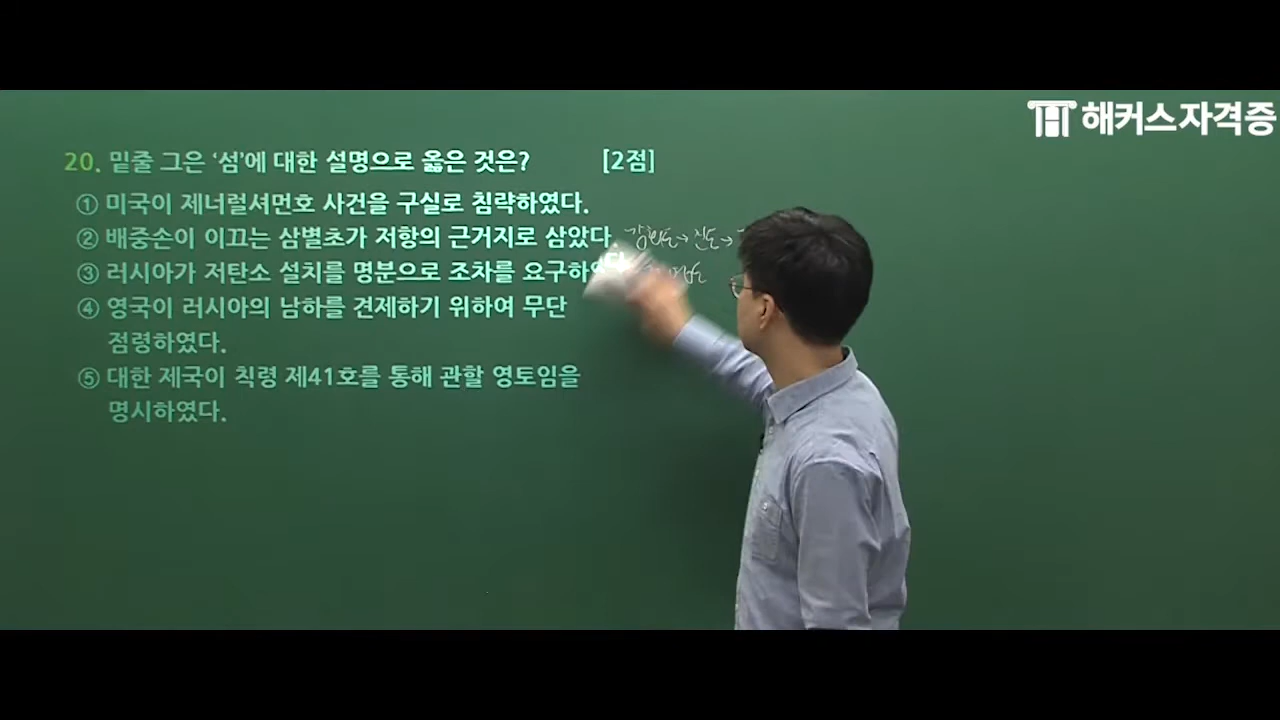 해커스자격증
20. 밑줄 그은 ‘섬’에 대한 설명으로 옳은 것은? [2점]
① 미국이 제너럴셔먼호 사건을 구실로 침략하였다.
② 배중손이 이끄는 삼별초가 저항의 근거지로 삼았다. 강화도→진도→
③ 러시아가 저탄소 설치를 명분으로 조차를 요구하
④ 영국이 러시아의 남하를 견제하기 위하여 무단
점령하였다.
⑤ 대한 제국이 칙령 제41호를 통해 관할 영토임을
명시하였다.